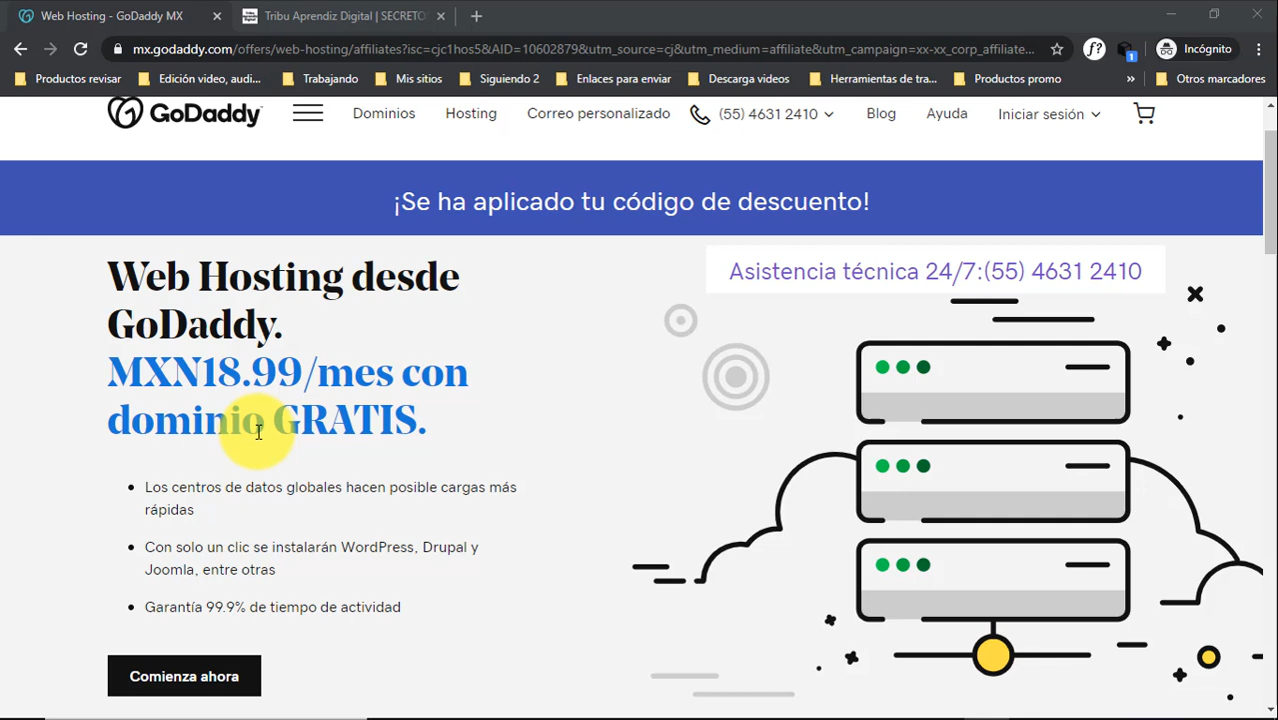 Web Hosting - GoDaddy MX
Tribu Aprendiz Digital | SECRETO
mx.godaddy.com/offers/web-hosting/affiliates?isc=cjc1hos5&AID=10602879&utm_source=cj&utm_medium=affiliate&utm_campaign=xx-xx_corp_affiliate...
f?
1
Incógnito
Productos revisar
Edición video, audi...
Trabajando
Mis sitios
Siguiendo 2
Enlaces para enviar
Descarga videos
Herramientas de tra...
Productos promo
»
Otros marcadores
GoDaddy
Dominios
Hosting
Correo personalizado
(55) 4631 2410
Blog
Ayuda
Iniciar sesión
¡Se ha aplicado tu código de descuento!
Web Hosting desde
GoDaddy.
MXN18.99/mes con
dominio GRATIS.
Asistencia técnica 24/7:(55) 4631 2410
Los centros de datos globales hacen posible cargas más
rápidas
Con solo un clic se instalarán WordPress, Drupal y
Joomla, entre otras
Garantía 99.9% de tiempo de actividad
Comienza ahora